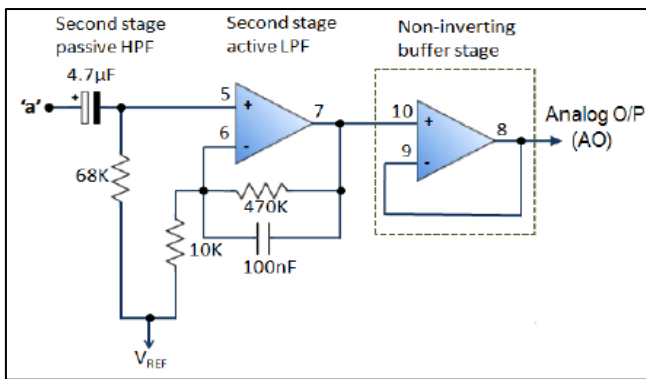 Second stage
passive HPF
Second stage
active LPF
Non-inverting
buffer stage
4.7µF
+
'a'
5
+
7
6
-
10
+
8
9
-
Analog O/P
(AO)
68K
470K
10K
100nF
VREF